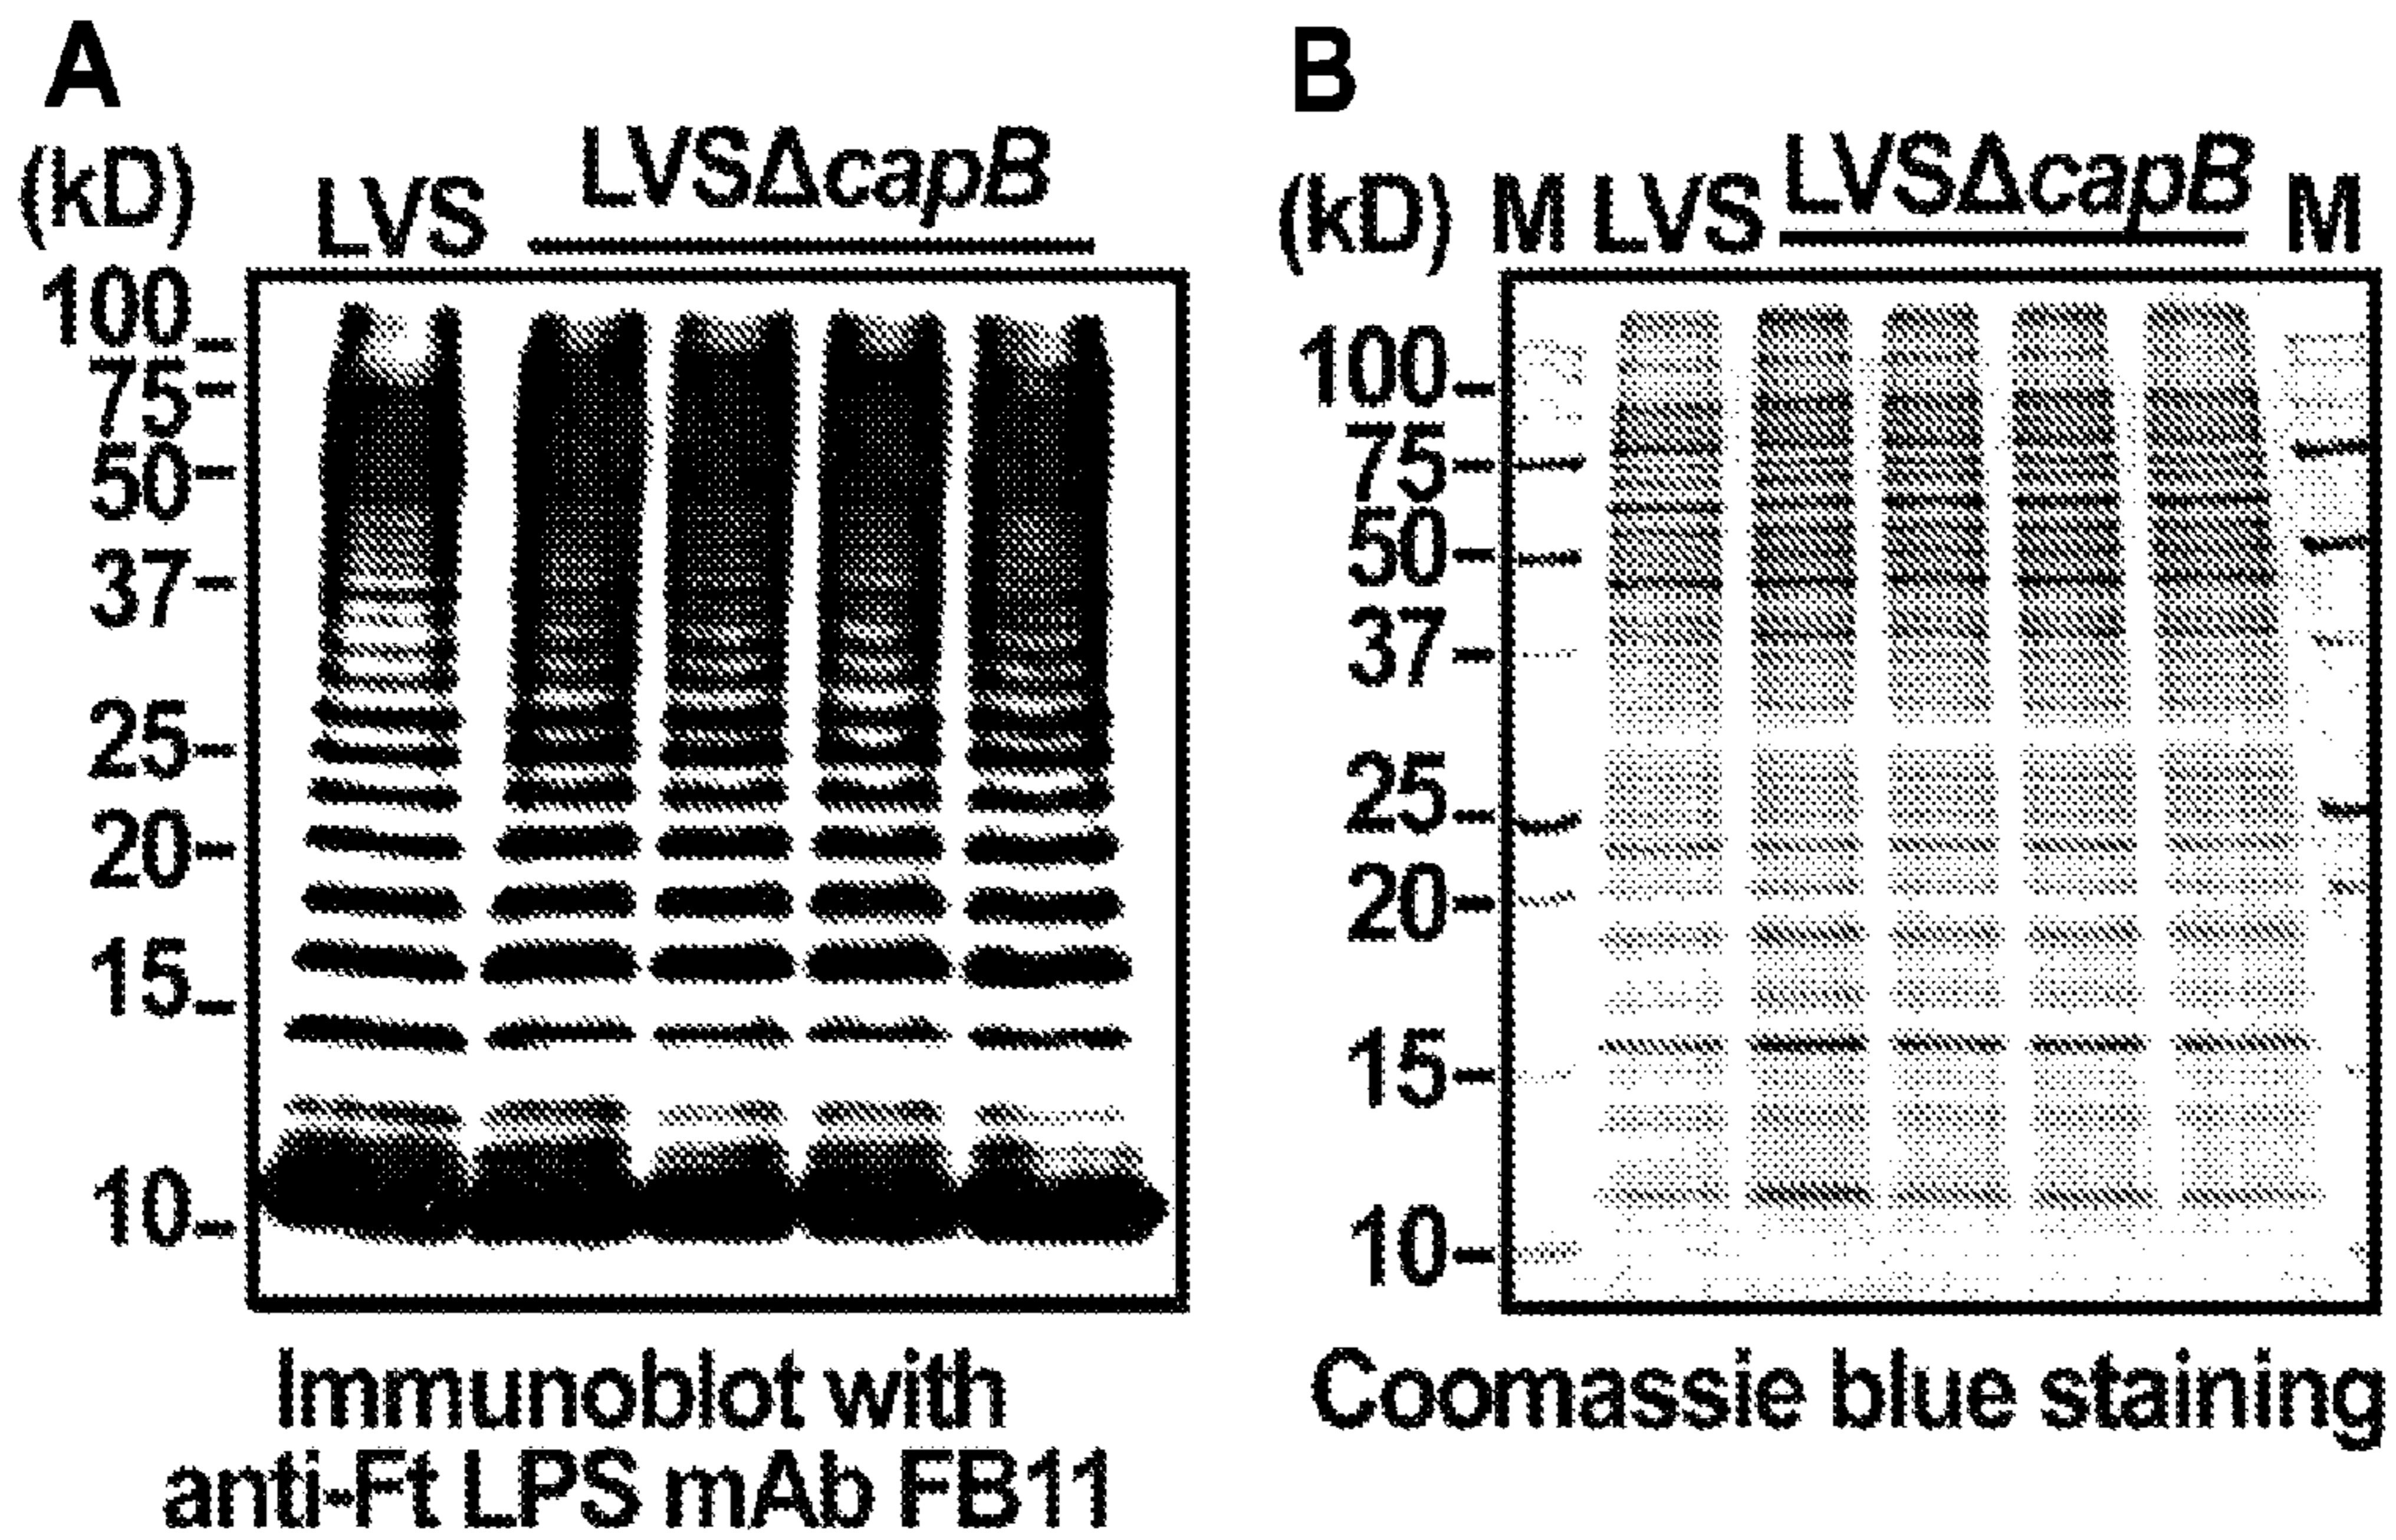 A
(kD)
LVS
LVSΔcapB
100
75
50
37
25
20
15
10
Immunoblot with
anti-Ft LPS mAb FB11
B
(kD) M LVS LVSΔcapB M
100
75
50
37
25
20
15
10
Coomassie blue staining